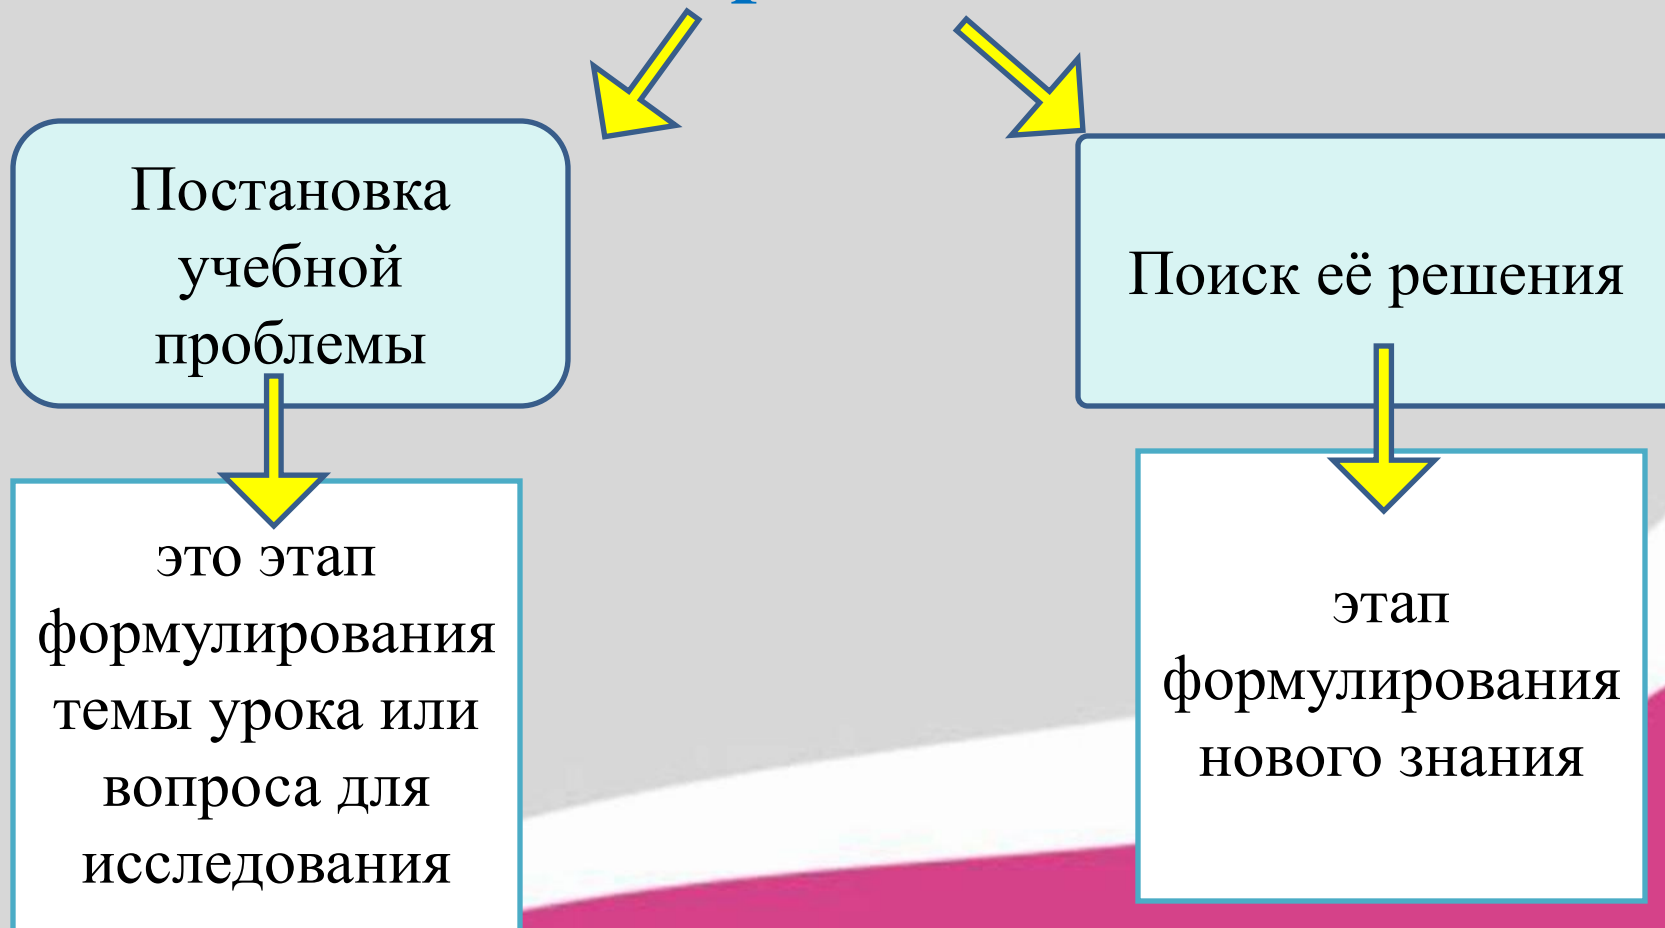 Постановка
учебной
проблемы
Поиск её решения
это этап
формулирования
темы урока или
вопроса для
исследования
этап
формулирования
нового знания